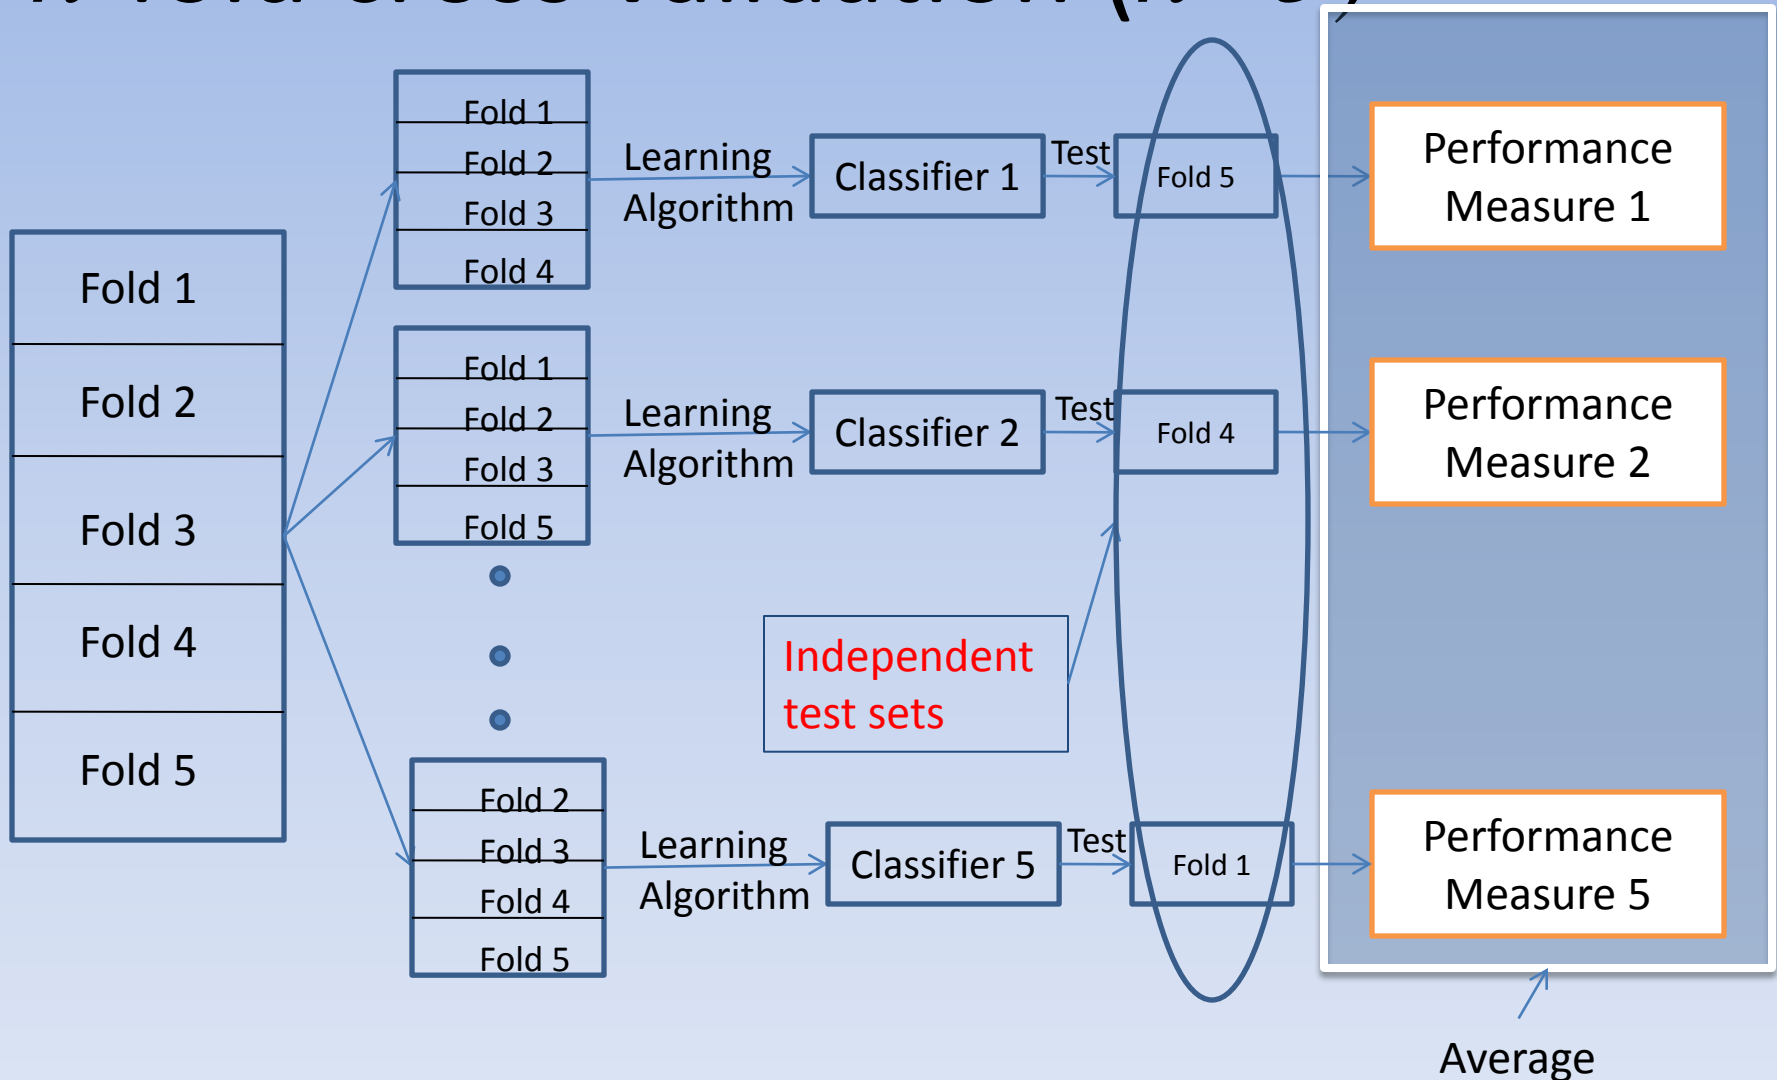 Fold 1
Fold 2
Fold 3
Fold 4
Fold 5
Fold 1
Fold 2
Fold 3
Fold 4
Learning
Algorithm
Classifier 1
Test
Fold 5
Performance
Measure 1
Fold 1
Fold 2
Fold 3
Fold 5
Learning
Algorithm
Classifier 2
Test
Fold 4
Performance
Measure 2
Independent
test sets
Fold 2
Fold 3
Fold 4
Fold 5
Learning
Algorithm
Classifier 5
Test
Fold 1
Performance
Measure 5
Average